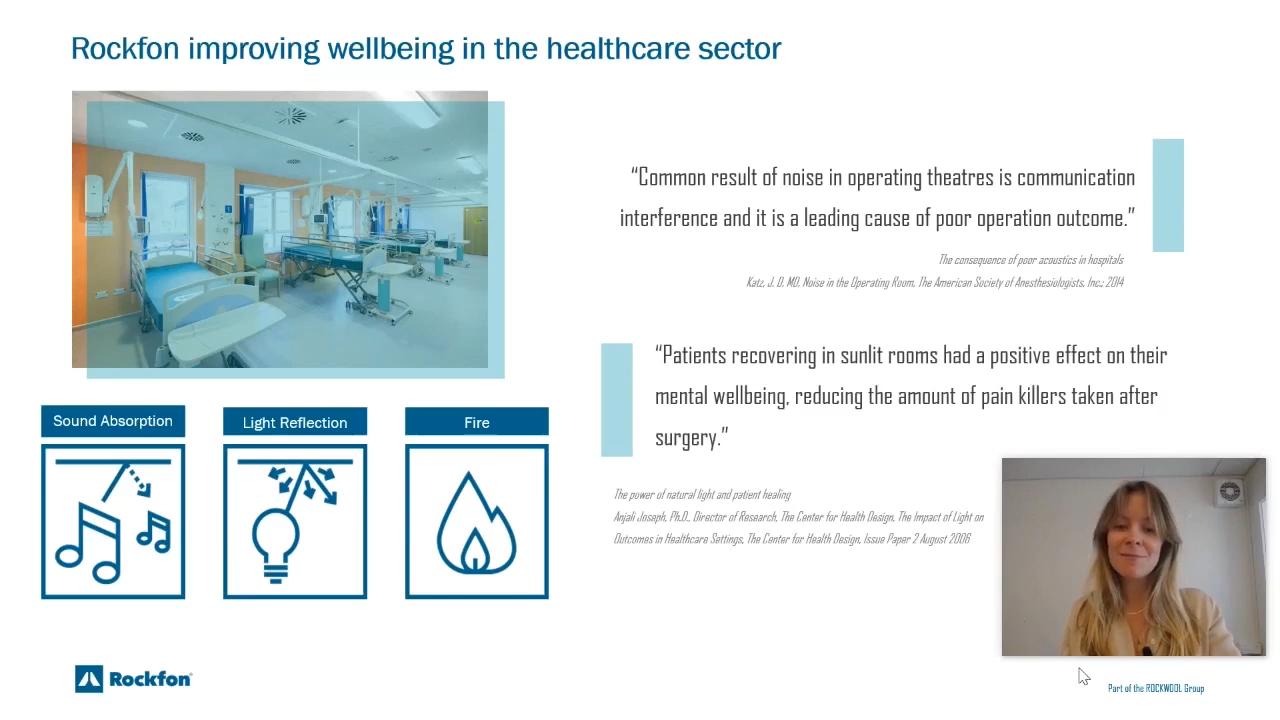 Rockfon improving wellbeing in the healthcare sector
“Common result of noise in operating theatres is communication
interference and it is a leading cause of poor operation outcome.”
The consequence of poor acoustics in hospitals
Katz, J. D. MD, Noise in the Operating Room, The American Society of Anesthesiologists, Inc.; 2014
“Patients recovering in sunlit rooms had a positive effect on their
mental wellbeing, reducing the amount of pain killers taken after
surgery.”
The power of natural light and patient healing
Anjali Joseph, Ph.D., Director of Research, The Center for Health Design, The Impact of Light on
Outcomes in Healthcare Settings, The Center for Health Design, Issue Paper 2 August 2006
Sound Absorption
Light Reflection
Fire
Rockfon®
Part of the ROCKWOOL Group